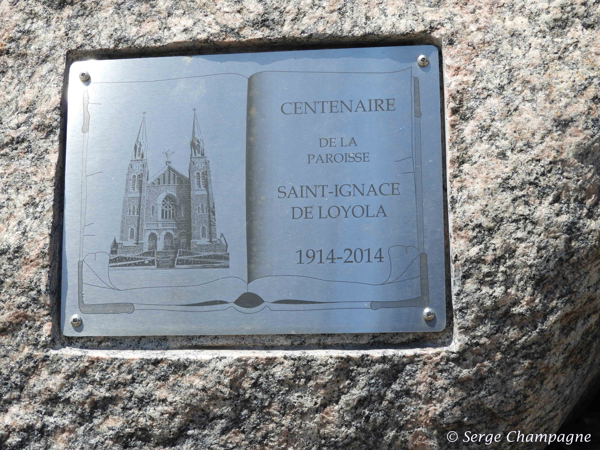 CENTENAIRE
DE LA
PAROISSE
SAINT-IGNACE
DE LOYOLA
1914-2014
© Serge Champagne